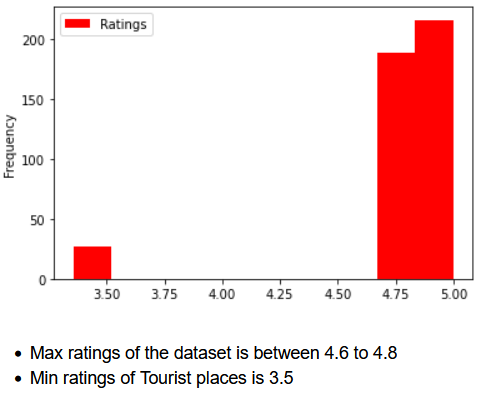 Ratings
200
150
100
50
0
Frequency
3.50 3.75 4.00 4.25 4.50 4.75 5.00
• Max ratings of the dataset is between 4.6 to 4.8
• Min ratings of Tourist places is 3.5